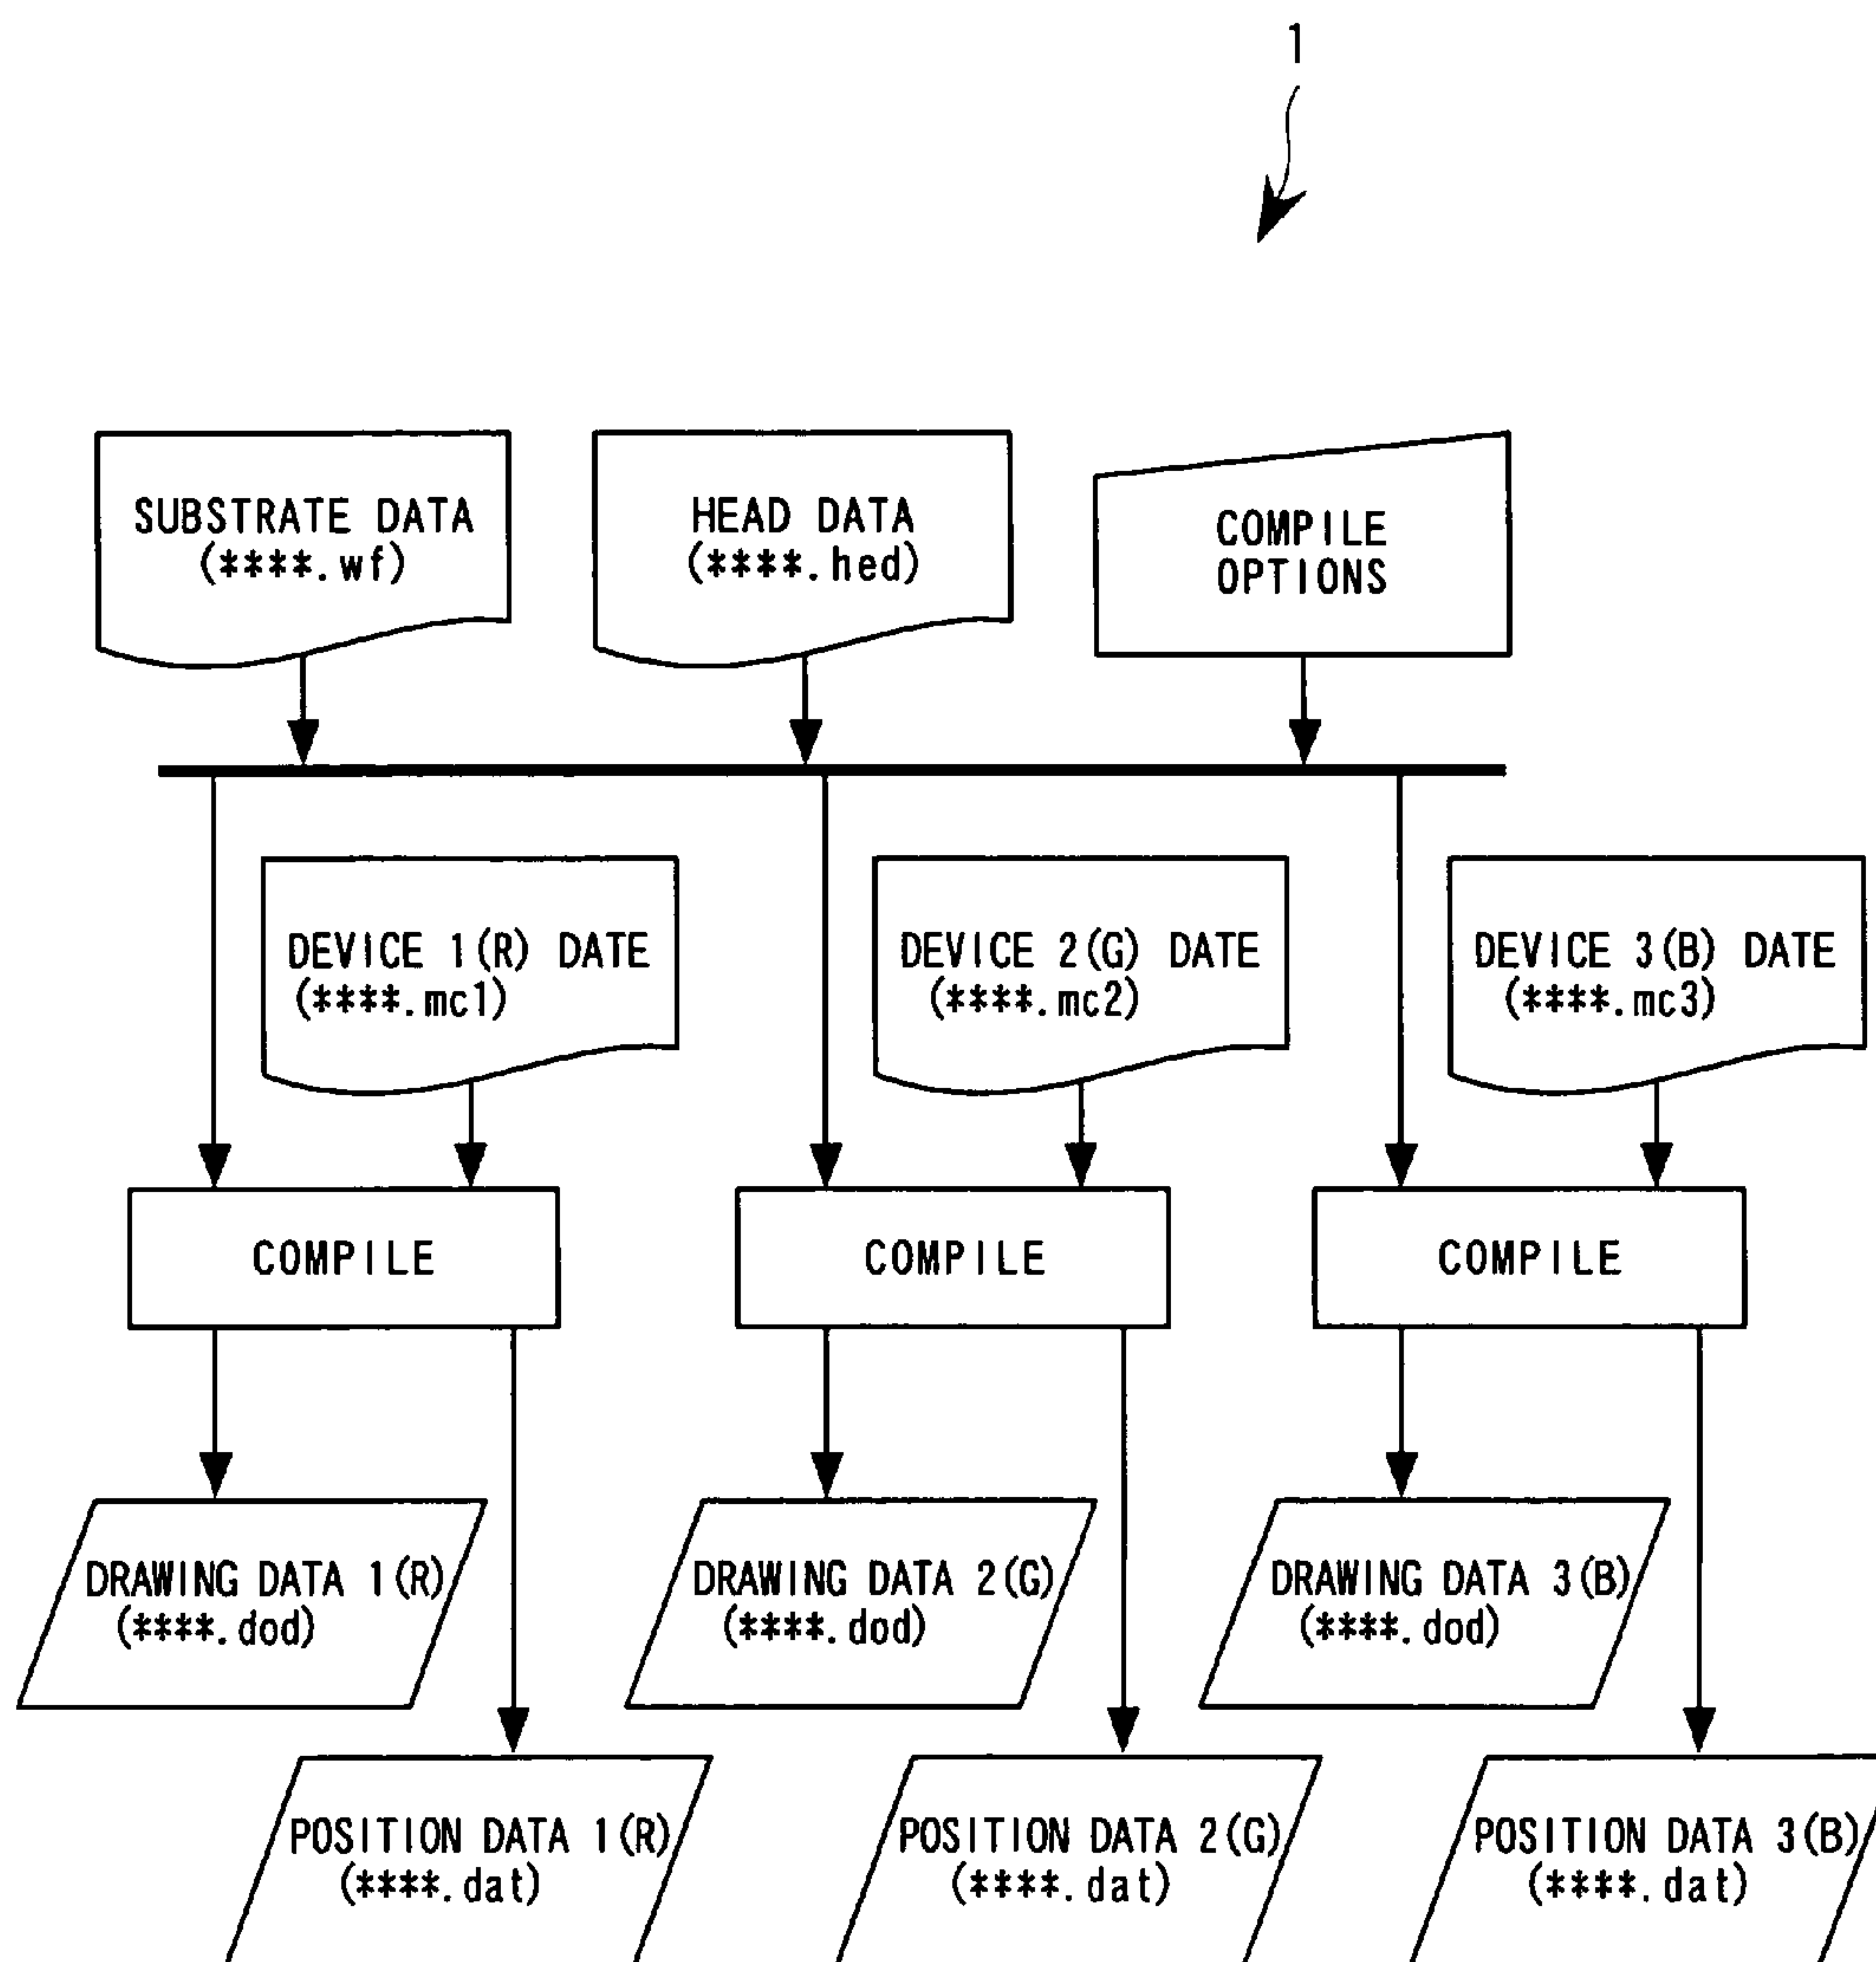 1
SUBSTRATE DATA
(****.wf)
HEAD DATA
(****.hed)
COMPILE
OPTIONS
DEVICE 1(R) DATE
(****.mc1)
DEVICE 2(G) DATE
(****.mc2)
DEVICE 3(B) DATE
(****.mc3)
COMPILE
COMPILE
COMPILE
DRAWING DATA 1(R)
(****.dod)
DRAWING DATA 2(G)
(****.dod)
DRAWING DATA 3(B)
(****.dod)
POSITION DATA 1(R)
(****.dat)
POSITION DATA 2(G)
(****.dat)
POSITION DATA 3(B)
(****.dat)